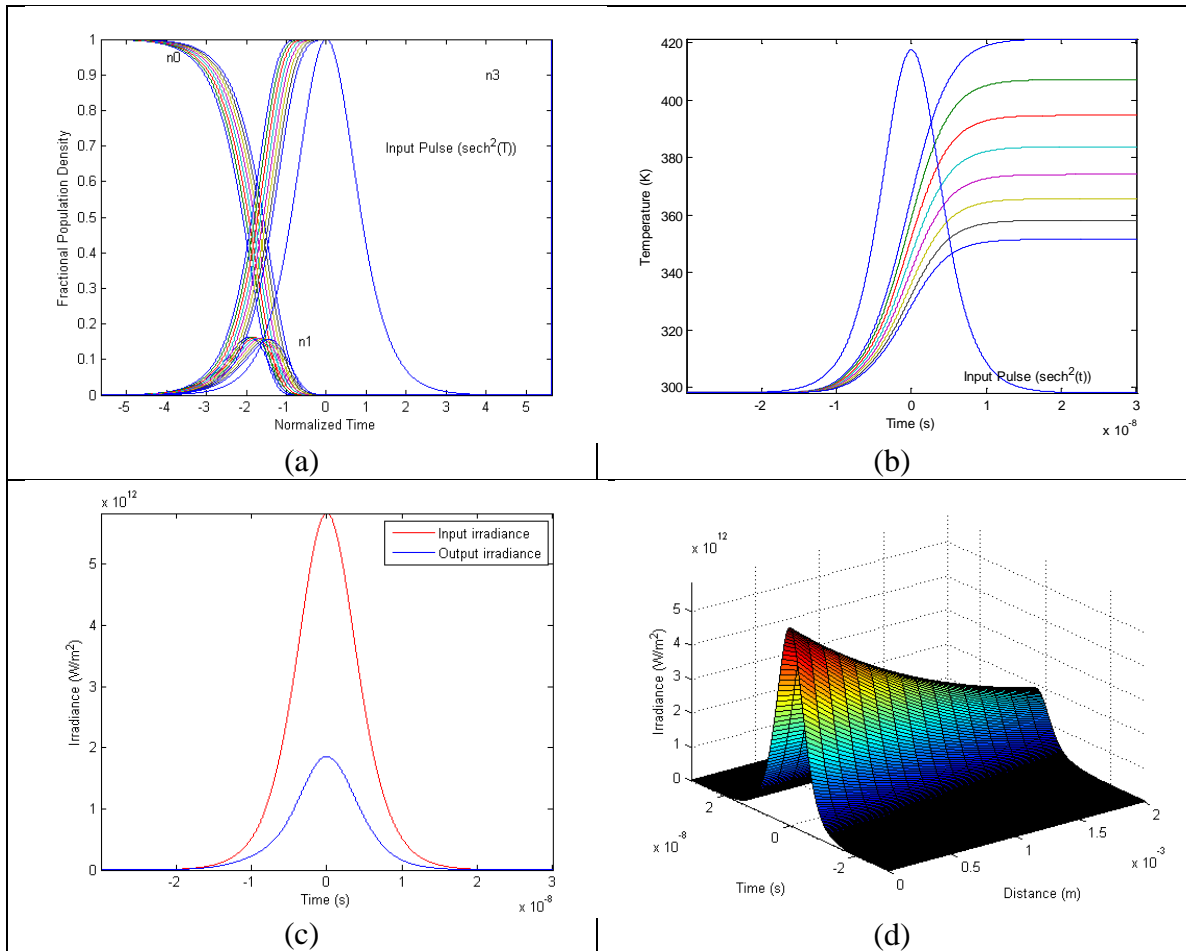 1
0.9
0.8
0.7
0.6
0.5
0.4
0.3
0.2
0.1
0
Fractional Population Density
n0
n3
Input Pulse (sech²(T))
n1
-5 -4 -3 -2 -1 0 1 2 3 4 5
Normalized Time
(a)
420
400
380
360
340
320
300
Temperature (K)
Input Pulse (sech²(t))
-2 -1 0 1 2 3
Time (s)
x 10⁻⁸
(b)
x 10¹²
5
4
3
2
1
0
Irradiance (W/m²)
Input irradiance
Output irradiance
-2 -1 0 1 2 3
Time (s)
x 10⁻⁸
(c)
x 10¹²
5
4
3
2
1
0
Irradiance (W/m²)
2
0
-2
x 10⁻⁸
Time (s)
0
0.5
1
1.5
2
x 10⁻³
Distance (m)
(d)